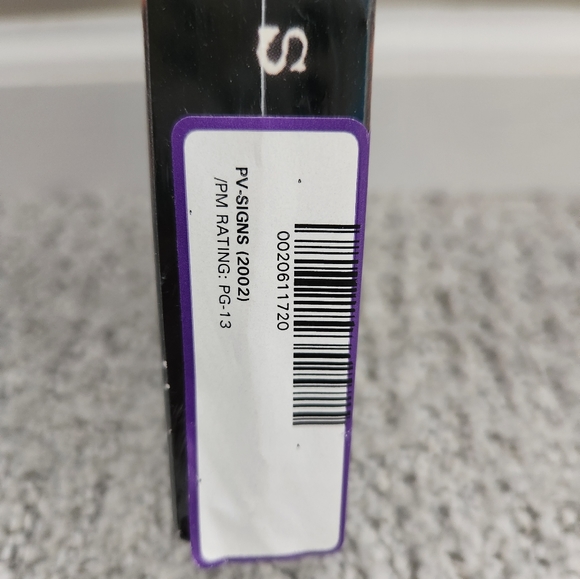 S
PV-SIGNS (2002)
/PM RATING: PG-13
0020611720